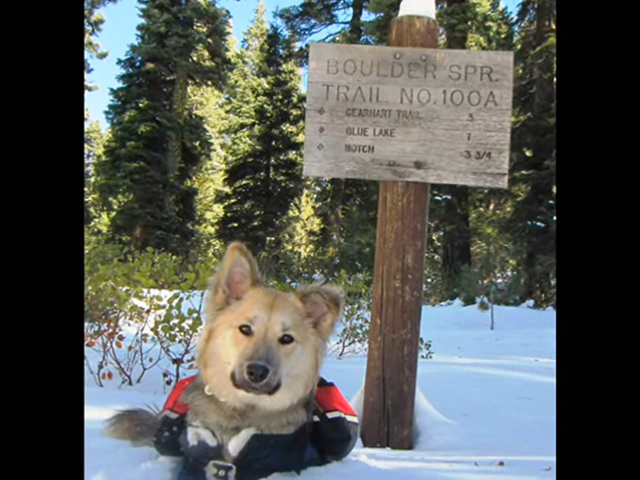 BOULDER SPR.
TRAIL NO. 100A
GEARHART TRAIL 3
BLUE LAKE 1
NOTCH 3 3/4